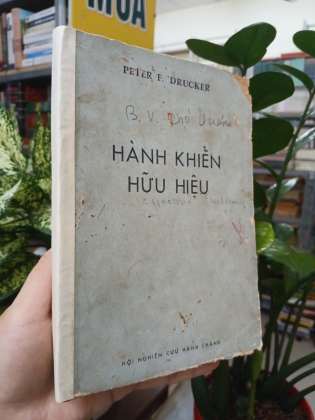 MUA
PETER F. DRUCKER
B. V.
HÀNH KHIỂN
HỮU HIỆU
HỘI NGHIÊN CỨU HÀNH CHÁNH